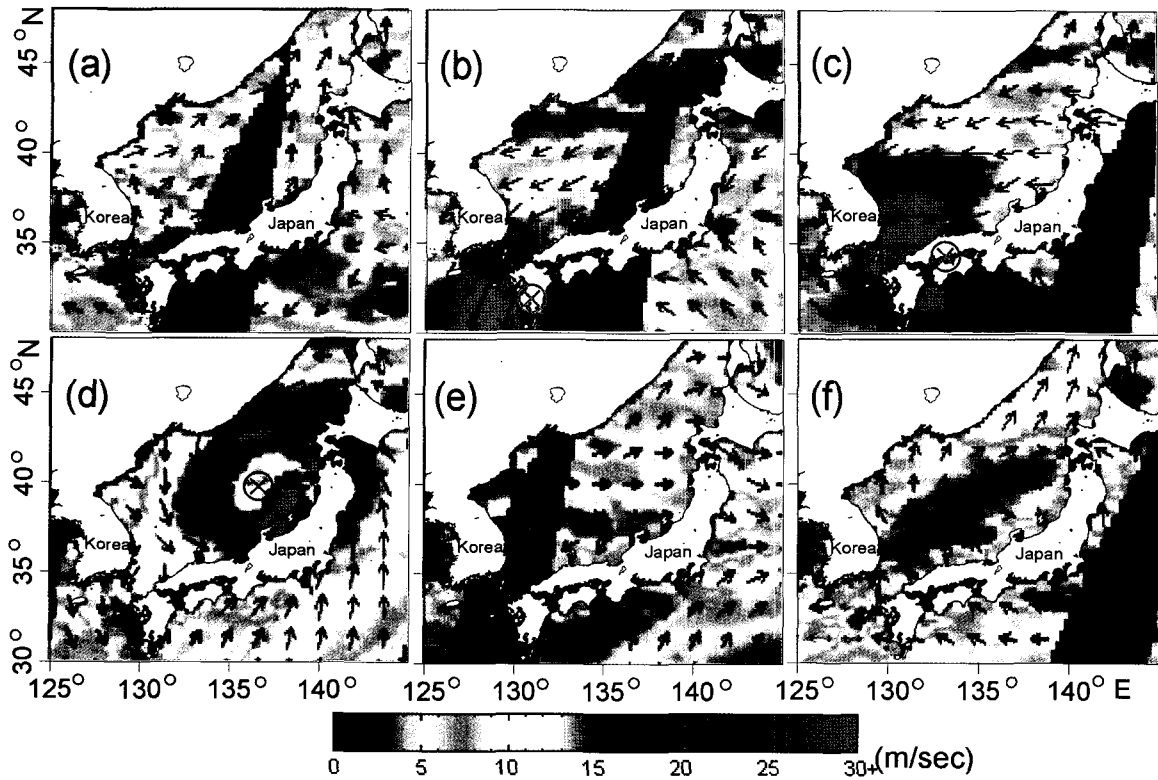 45 °N
40 °
35 °
(a)
Korea
Japan
(b)
Korea
Japan
(c)
Korea
Japan
45 °N
40 °
35 °
30 °
(d)
Korea
Japan
(e)
Korea
Japan
(f)
Korea
Japan
125° 130° 135° 140° 125° 130° 135° 140° 125° 130° 135° 140° E
0 5 10 15 20 25 30+ (m/sec)